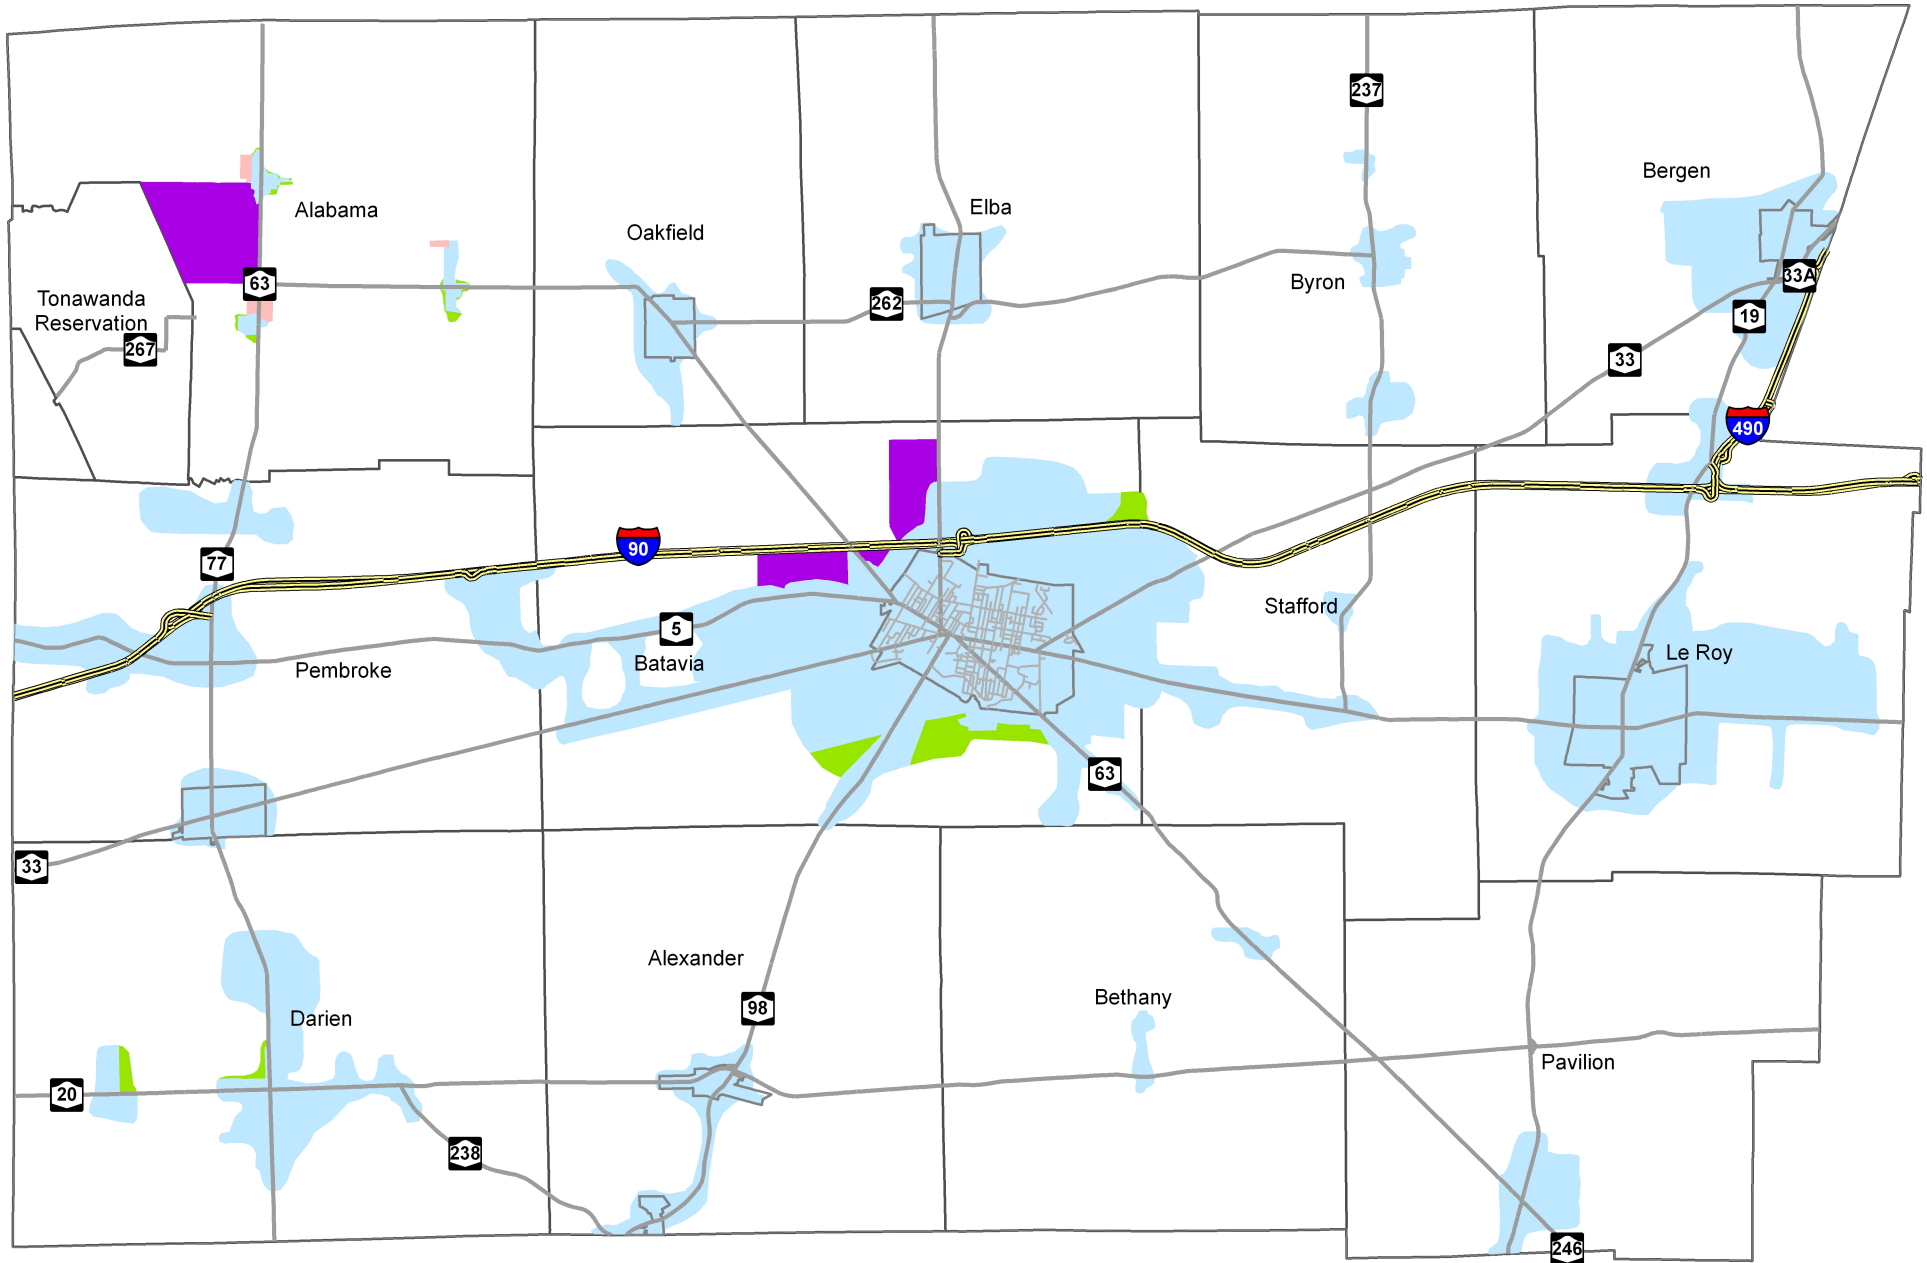 237
Bergen
Alabama
Elba
Oakfield
33A
Byron
63
Tonawanda
Reservation
262
19
267
33
490
90
77
Stafford
5
Batavia
Le Roy
Pembroke
63
33
Alexander
Bethany
98
Darien
Pavilion
20
238
246